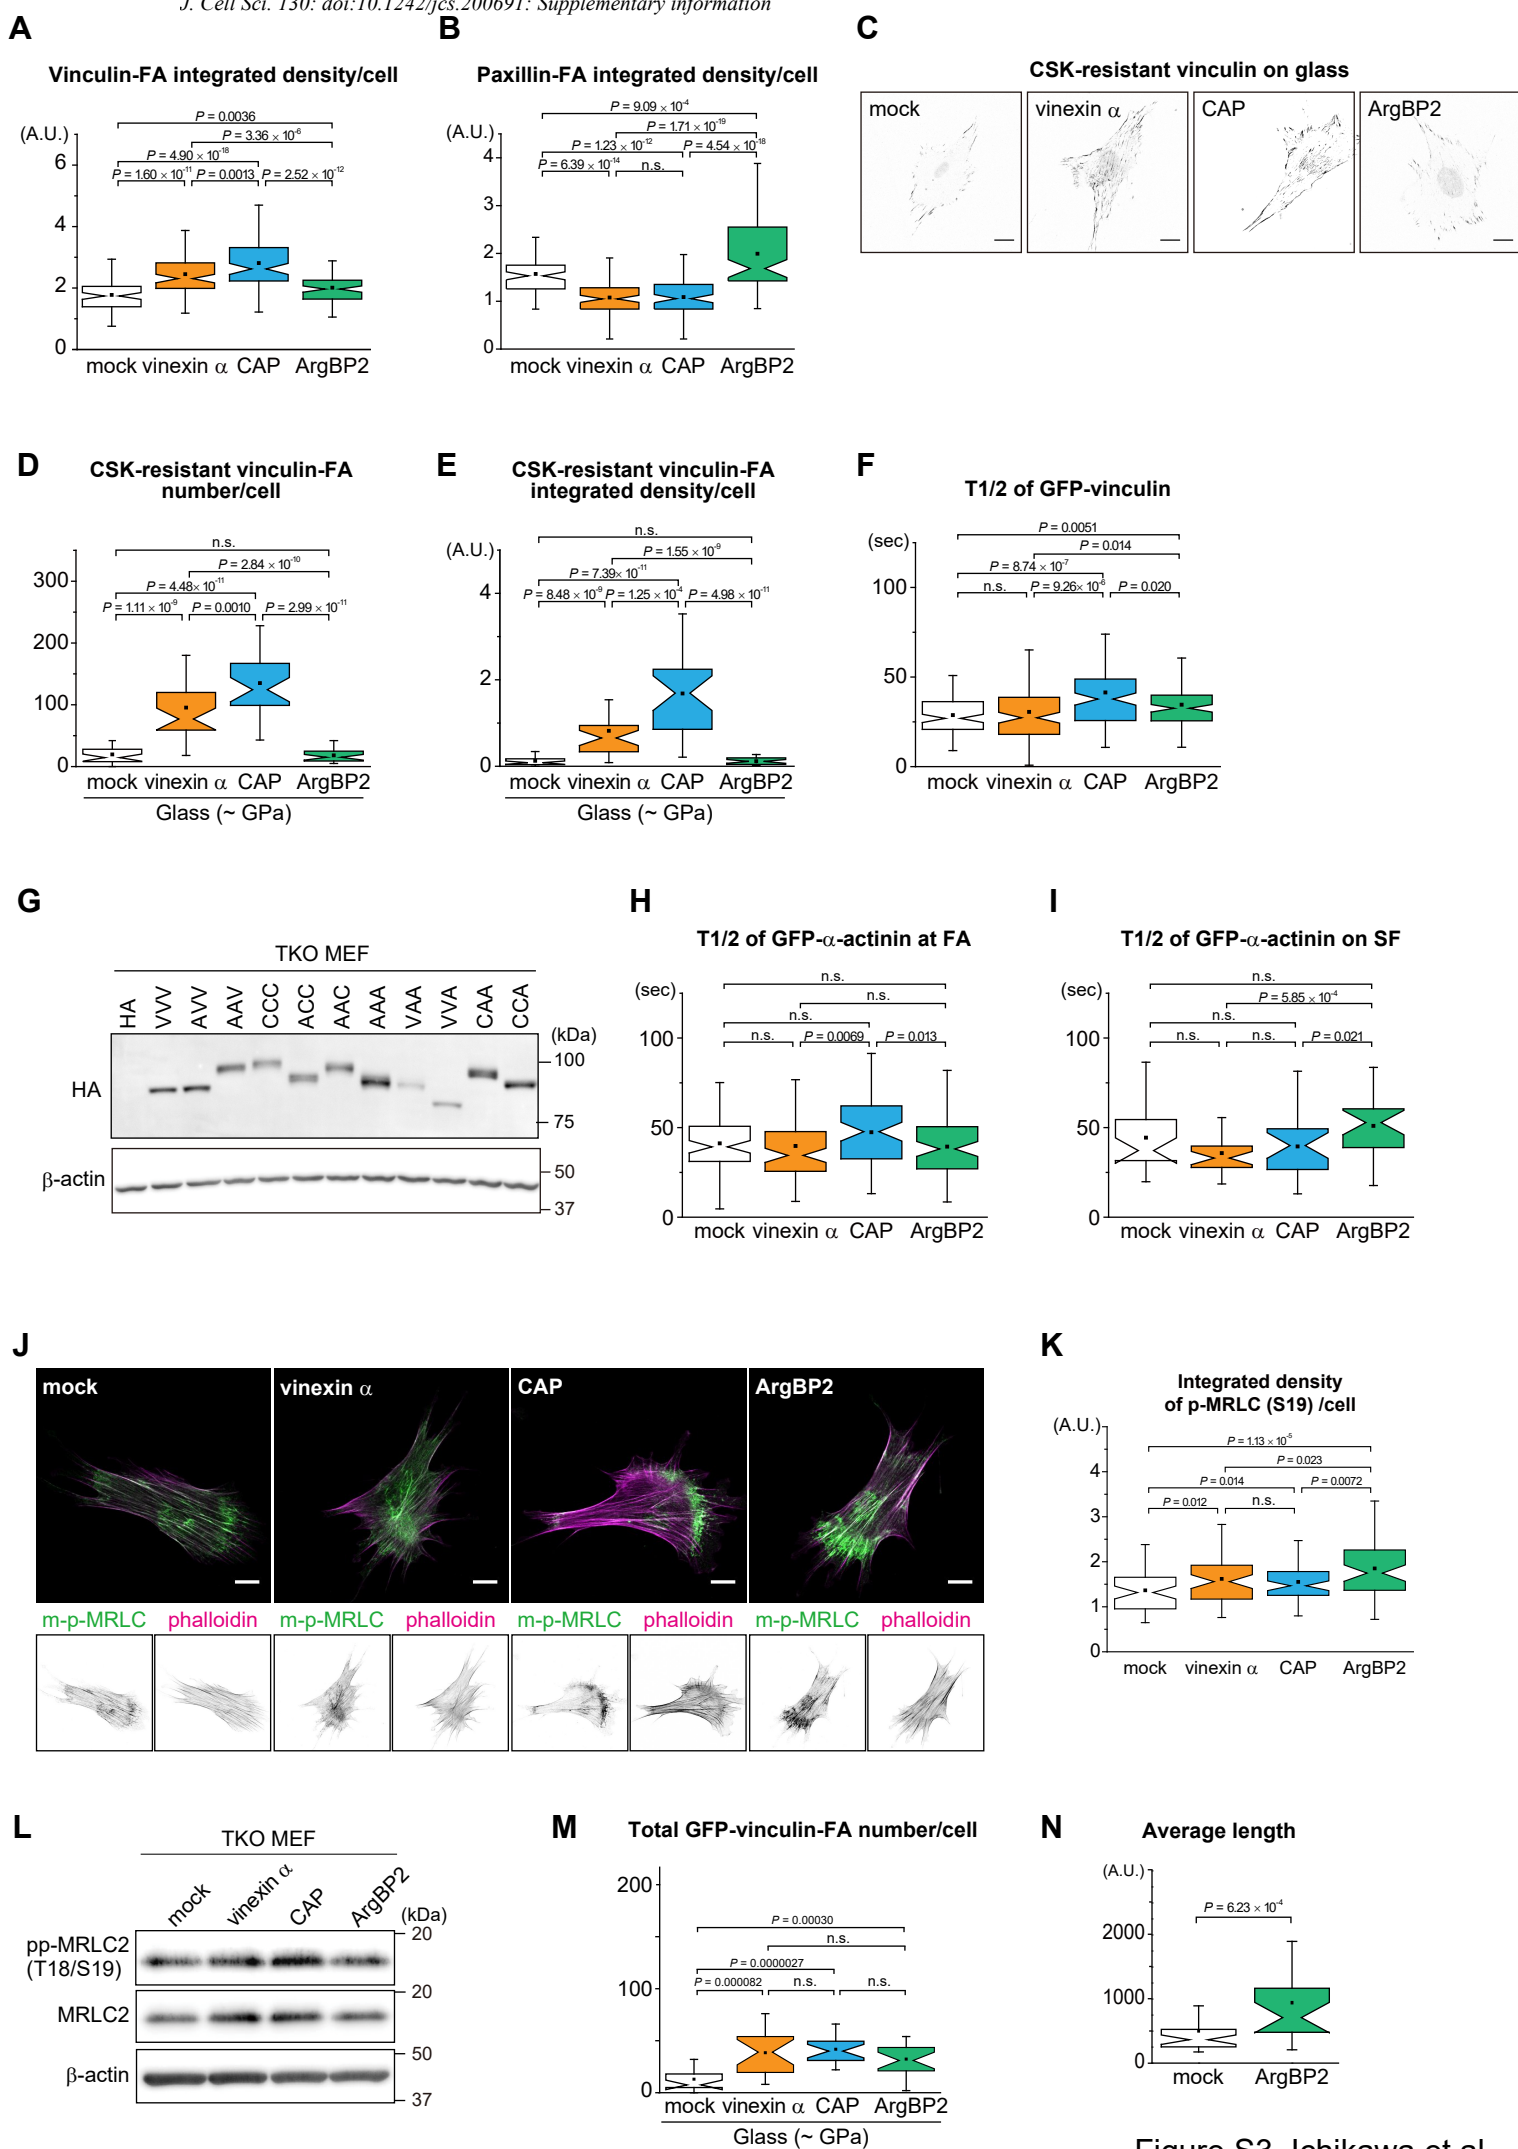 J. Cell Sci. 130: doi:10.1242/jcs.200691: Supplementary information
A
Vinculin-FA integrated density/cell
(A.U.)
P = 0.0036
P = 3.36 × 10-6
P = 4.90 × 10-18
P = 1.60 × 10-11
P = 0.0013
P = 2.52 × 10-12
6
4
2
0
mock vinexin α CAP ArgBP2
B
Paxillin-FA integrated density/cell
(A.U.)
P = 9.09 × 10-4
P = 1.71 × 10-19
P = 1.23 × 10-12
P = 4.54 × 10-18
P = 6.39 × 10-14
n.s.
4
3
2
1
0
mock vinexin α CAP ArgBP2
C
CSK-resistant vinculin on glass
mock
vinexin α
CAP
ArgBP2
D
CSK-resistant vinculin-FA
number/cell
n.s.
P = 2.84 × 10-10
P = 4.48× 10-11
P = 1.11 × 10-9
P = 0.0010
P = 2.99 × 10-11
300
200
100
0
mock vinexin α CAP ArgBP2
Glass (~ GPa)
E
CSK-resistant vinculin-FA
integrated density/cell
(A.U.)
n.s.
P = 1.55 × 10-9
P = 7.39× 10-11
P = 8.48 × 10-9
P = 1.25 × 10-4
P = 4.98 × 10-11
4
2
0
mock vinexin α CAP ArgBP2
Glass (~ GPa)
F
T1/2 of GFP-vinculin
(sec)
P = 0.0051
P = 0.014
P = 8.74 × 10-7
n.s.
P = 9.26× 10-6
P = 0.020
100
50
0
mock vinexin α CAP ArgBP2
G
TKO MEF
HA VVV AVV AAV CCC ACC AAC AAA VAA VVA CAA CCA
(kDa)
HA
100
75
β-actin
50
37
H
T1/2 of GFP-α-actinin at FA
(sec)
n.s.
n.s.
n.s.
n.s.
P = 0.0069
P = 0.013
100
50
0
mock vinexin α CAP ArgBP2
I
T1/2 of GFP-α-actinin on SF
(sec)
n.s.
P = 5.85 × 10-4
n.s.
n.s.
n.s.
P = 0.021
100
50
0
mock vinexin α CAP ArgBP2
J
mock
vinexin α
CAP
ArgBP2
m-p-MRLC phalloidin m-p-MRLC phalloidin m-p-MRLC phalloidin m-p-MRLC phalloidin
K
Integrated density
of p-MRLC (S19) /cell
(A.U.)
P = 1.13 × 10-5
P = 0.023
P = 0.014
P = 0.0072
P = 0.012
n.s.
4
3
2
1
0
mock vinexin α CAP ArgBP2
L
TKO MEF
mock vinexin α CAP ArgBP2
(kDa)
pp-MRLC2
(T18/S19)
20
MRLC2
20
β-actin
50
37
M
Total GFP-vinculin-FA number/cell
P = 0.00030
n.s.
P = 0.0000027
P = 0.000082
n.s.
n.s.
200
100
0
mock vinexin α CAP ArgBP2
Glass (~ GPa)
N
Average length
(A.U.)
P = 6.23 × 10-4
2000
1000
0
mock ArgBP2
Figure S3, Ichikawa et al.